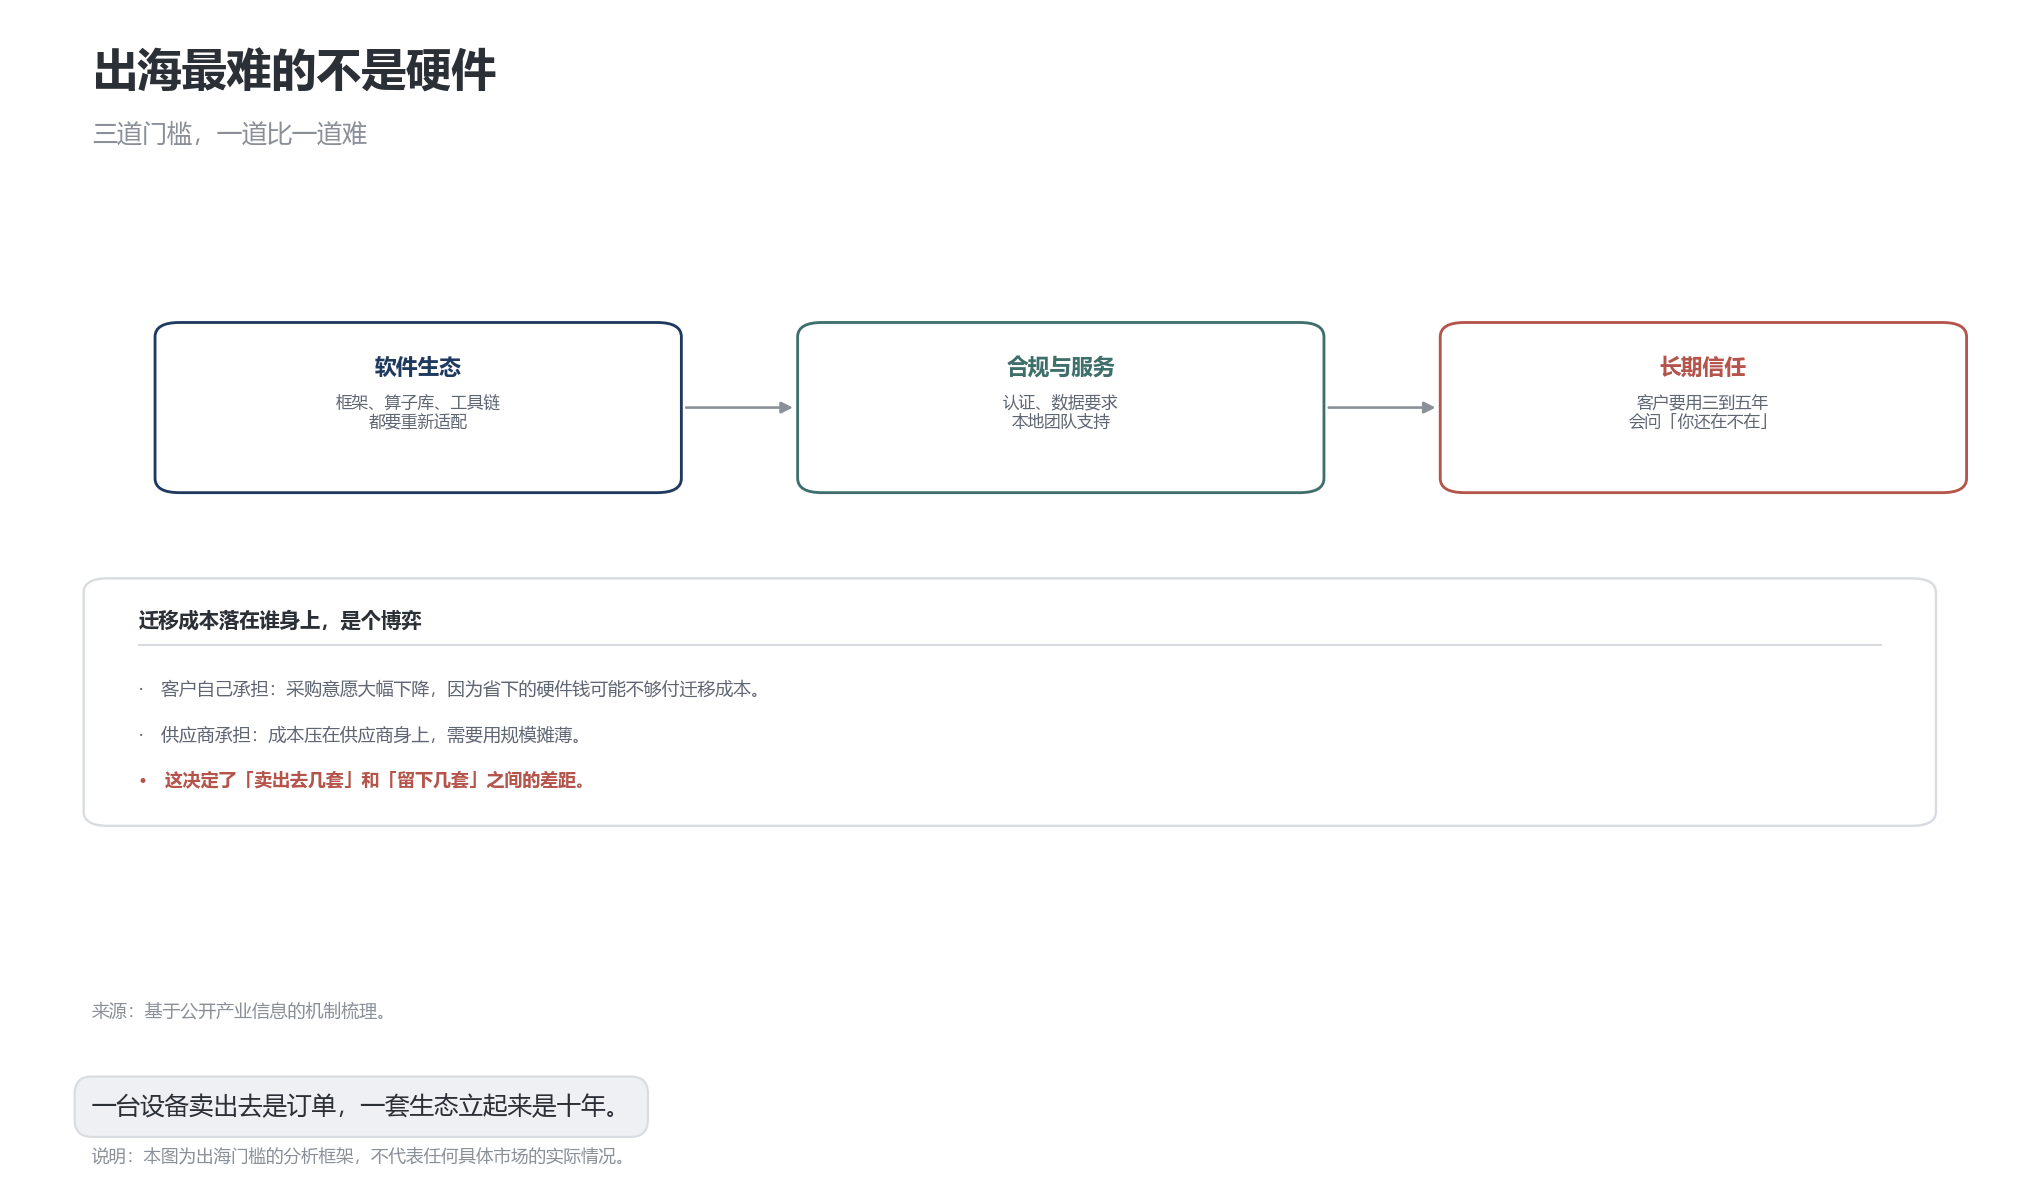 出海最难的不是硬件
三道门槛，一道比一道难
软件生态
框架、算子库、工具链
都要重新适配
合规与服务
认证、数据要求
本地团队支持
长期信任
客户要用三到五年
会问「你还在不在」
迁移成本落在谁身上，是个博弈
· 客户自己承担：采购意愿大幅下降，因为省下的硬件钱可能不够付迁移成本。
· 供应商承担：成本压在供应商身上，需要用规模摊薄。
• 这决定了「卖出去几套」和「留下几套」之间的差距。
来源：基于公开产业信息的机制梳理。
一台设备卖出去是订单，一套生态立起来是十年。
说明：本图为出海门槛的分析框架，不代表任何具体市场的实际情况。